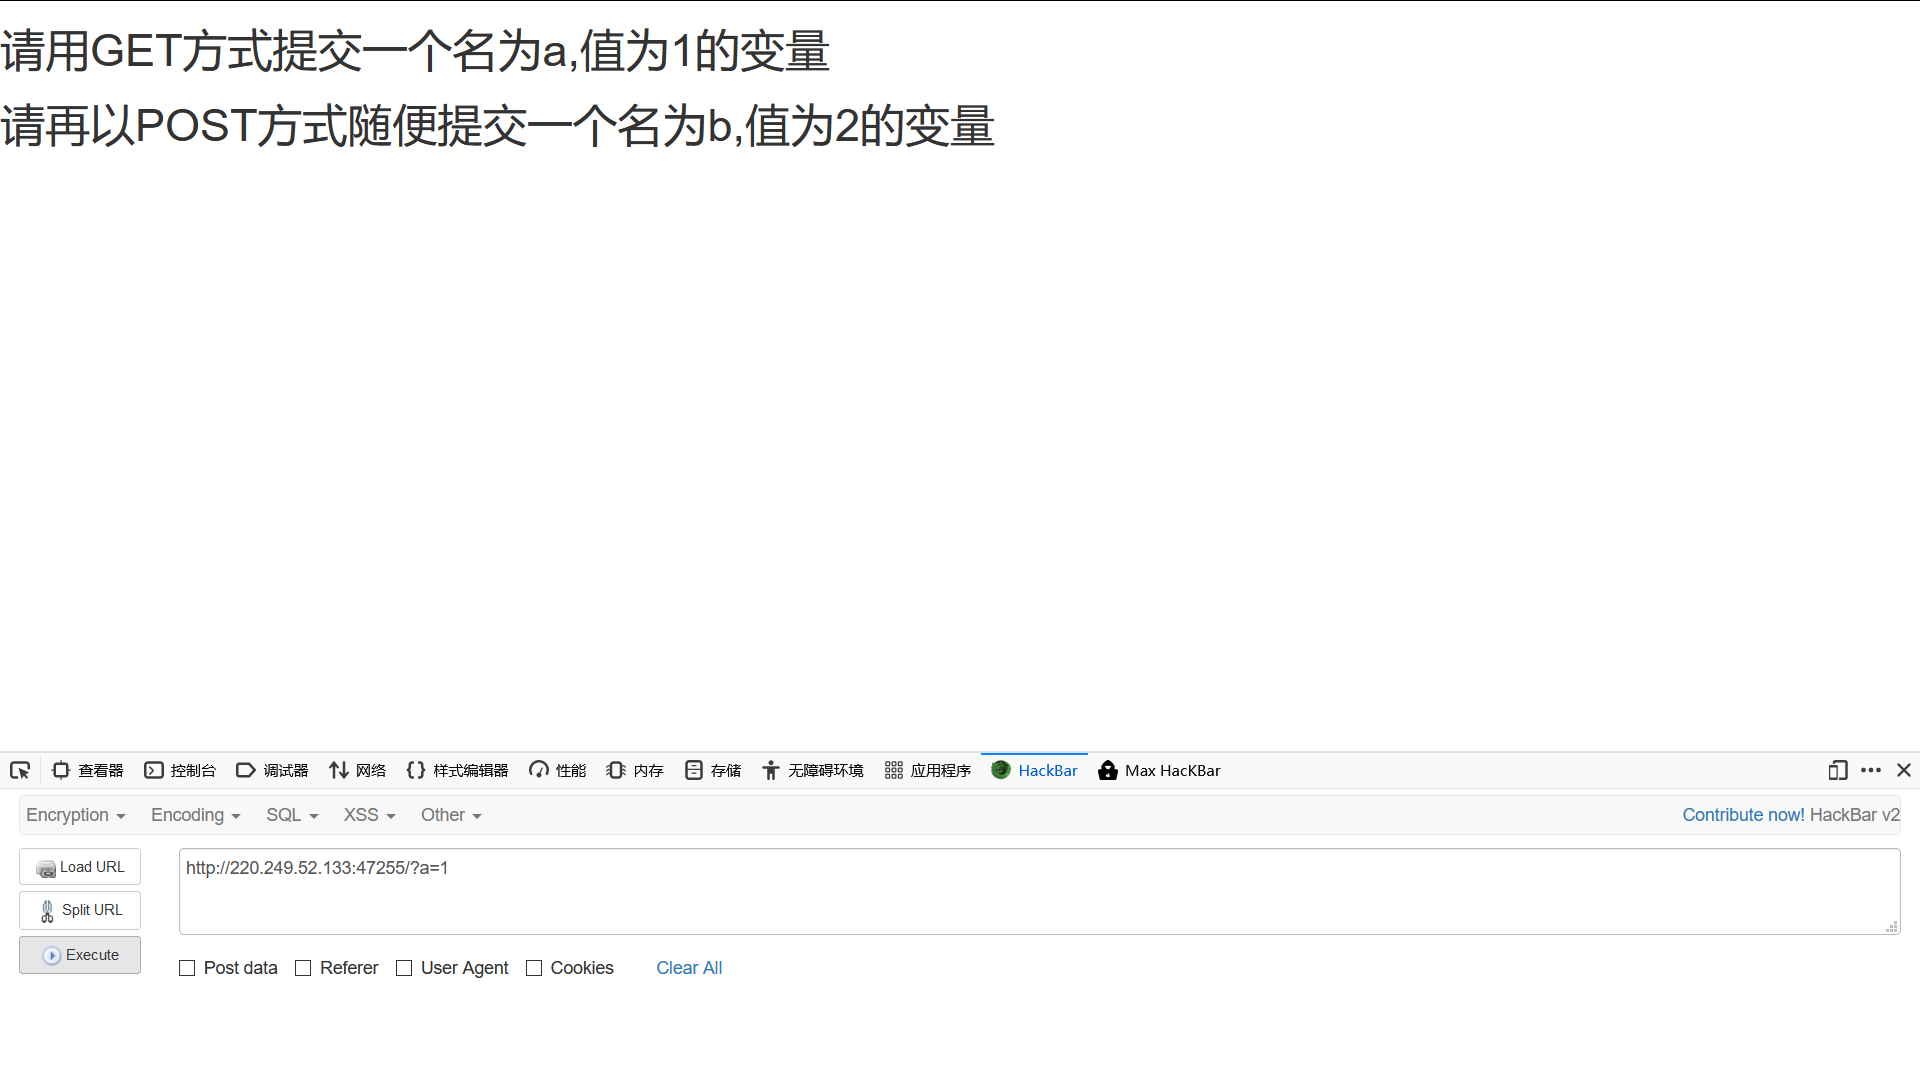 请用GET方式提交一个名为a,值为1的变量
请再以POST方式随便提交一个名为b,值为2的变量
查看器 控制台 调试器 网络 样式编辑器 性能 内存 存储 无障碍环境 应用程序 HackBar Max HacKBar
Encryption Encoding SQL XSS Other Contribute now! HackBar v2
Load URL
http://220.249.52.133:47255/?a=1
Split URL
Execute
Post data Referer User Agent Cookies Clear All